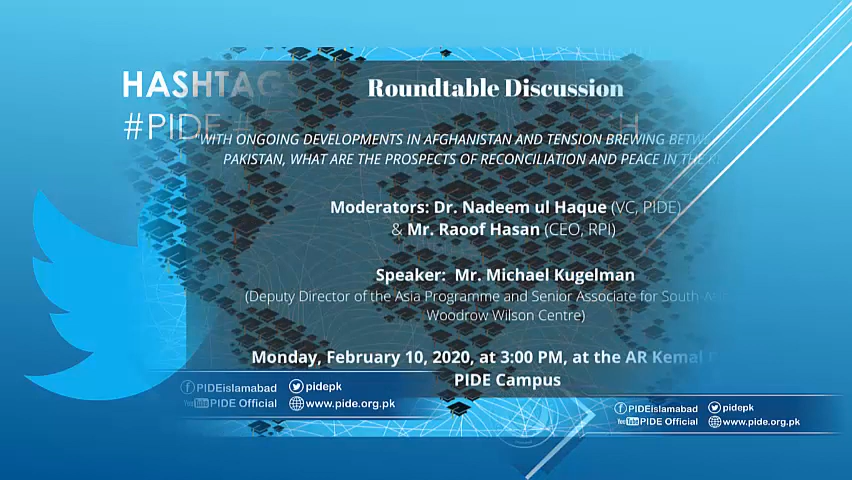 HASHTAG
#PIDE #
Roundtable Discussion
"WITH ONGOING DEVELOPMENTS IN AFGHANISTAN AND TENSION BREWING
PAKISTAN, WHAT ARE THE PROSPECTS OF RECONCILIATION AND PEACE IN THE
Moderators: Dr. Nadeem ul Haque (VC, PIDE)
& Mr. Raoof Hasan (CEO, RPI)
Speaker: Mr. Michael Kugelman
(Deputy Director of the Asia Programme and Senior Associate for South
Woodrow Wilson Centre)
Monday, February 10, 2020, at 3:00 PM, at the AR Kemal
PIDE Campus
PIDEislamabad pidepk
YouTube PIDE Official www.pide.org.pk
PIDEislamabad pidepk
YouTube PIDE Official www.pide.org.pk